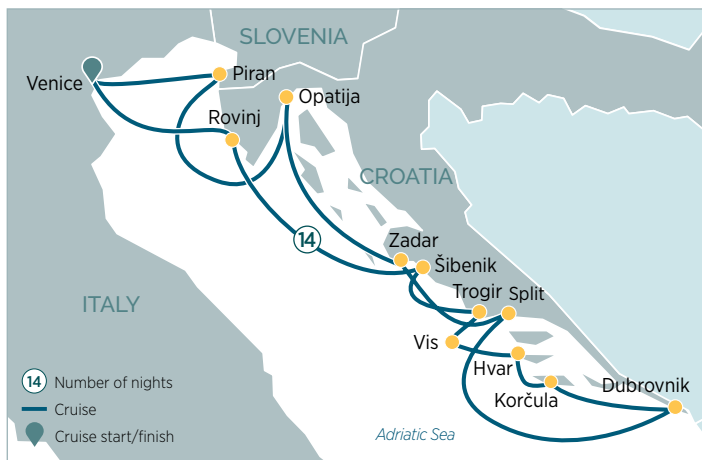 SLOVENIA
Venice
Piran
Opatija
Rovinj
CROATIA
14
Zadar
Šibenik
Trogir
Split
ITALY
Vis
Hvar
Korčula
Dubrovnik
14 Number of nights
Cruise
Cruise start/finish
Adriatic Sea